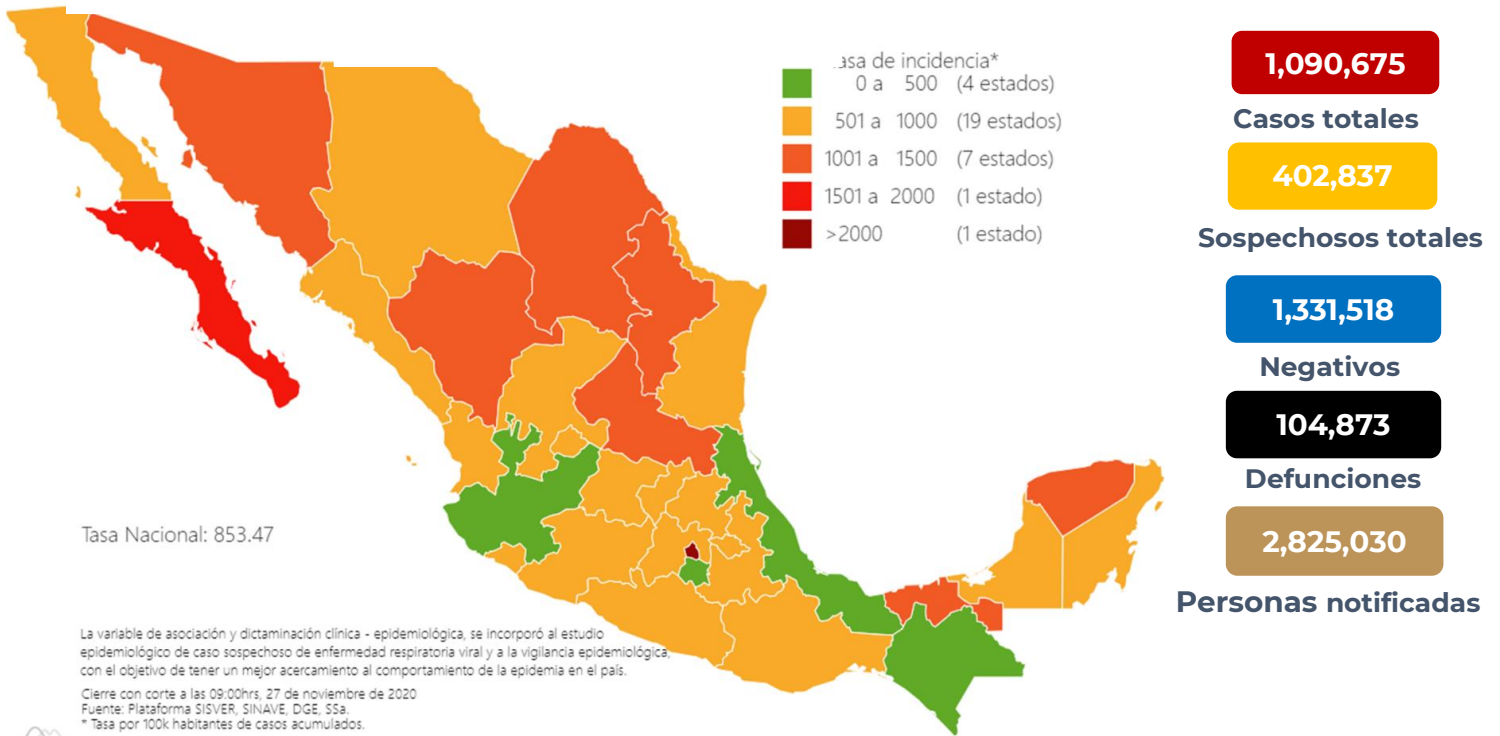 asa de incidencia*
0 a 500 (4 estados)
501 a 1000 (19 estados)
1001 a 1500 (7 estados)
1501 a 2000 (1 estado)
>2000 (1 estado)
Tasa Nacional: 853.47
La variable de asociación y dictaminación clínica - epidemiológica, se incorporó al estudio
epidemiológico de caso sospechoso de enfermedad respiratoria viral y a la vigilancia epidemiológica,
con el objetivo de tener un mejor acercamiento al comportamiento de la epidemia en el país.
Cierre con corte a las 09:00hrs, 27 de noviembre de 2020
Fuente: Plataforma SISVER, SINAVE, DGE, SSa.
* Tasa por 100k habitantes de casos acumulados.
1,090,675
Casos totales
402,837
Sospechosos totales
1,331,518
Negativos
104,873
Defunciones
2,825,030
Personas notificadas